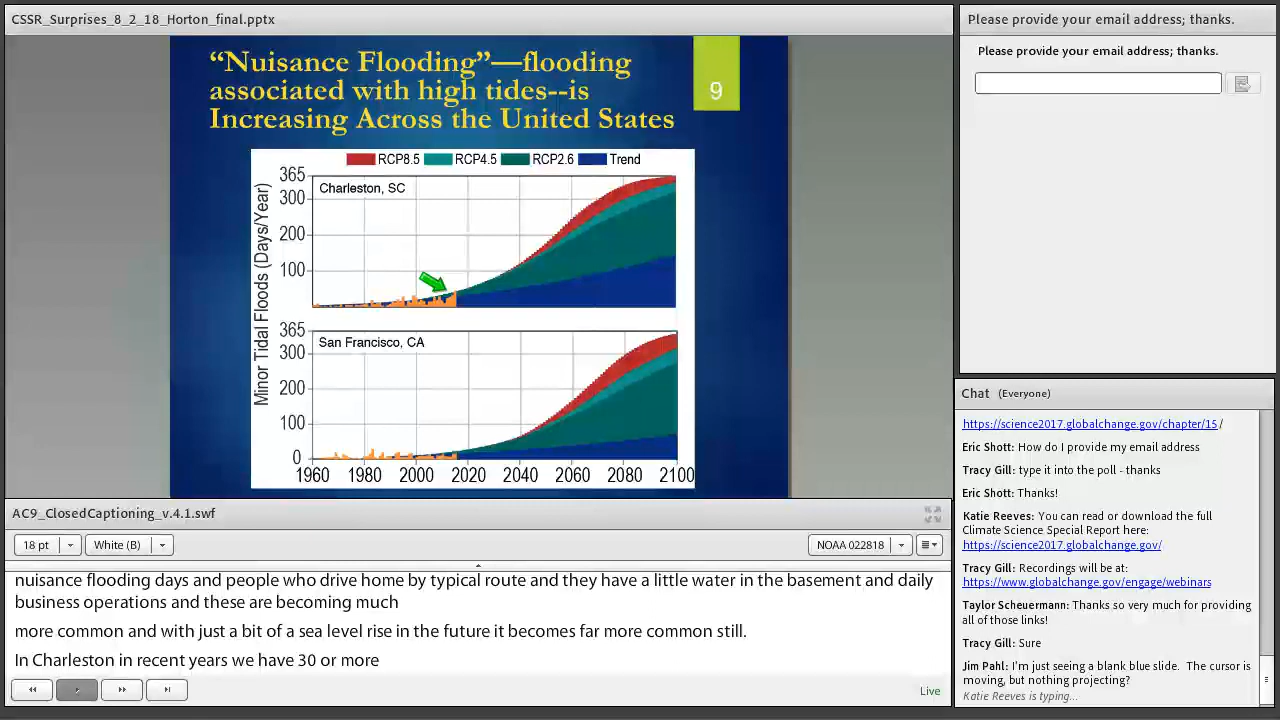 CSSR_Surprises_8_2_18_Horton_final.pptx
“Nuisance Flooding”—flooding
associated with high tides--is
Increasing Across the United States
9
RCP8.5 RCP4.5 RCP2.6 Trend
Minor Tidal Floods (Days/Year)
365
300
200
100
Charleston, SC
365
300
200
100
0
San Francisco, CA
1960 1980 2000 2020 2040 2060 2080 2100
AC9_ClosedCaptioning_v.4.1.swf
18 pt White (B) NOAA 022818
nuisance flooding days and people who drive home by typical route and they have a little water in the basement and daily
business operations and these are becoming much
more common and with just a bit of a sea level rise in the future it becomes far more common still.
In Charleston in recent years we have 30 or more
Live
Please provide your email address; thanks.
Please provide your email address; thanks.
Chat (Everyone)
https://science2017.globalchange.gov/chapter/15/
Eric Shott: How do I provide my email address
Tracy Gill: type it into the poll - thanks
Eric Shott: Thanks!
Katie Reeves: You can read or download the full
Climate Science Special Report here:
https://science2017.globalchange.gov/
Tracy Gill: Recordings will be at:
https://www.globalchange.gov/engage/webinars
Taylor Scheuermann: Thanks so very much for providing
all of those links!
Tracy Gill: Sure
Jim Pahl: I'm just seeing a blank blue slide. The cursor is
moving, but nothing projecting?
Katie Reeves is typing...